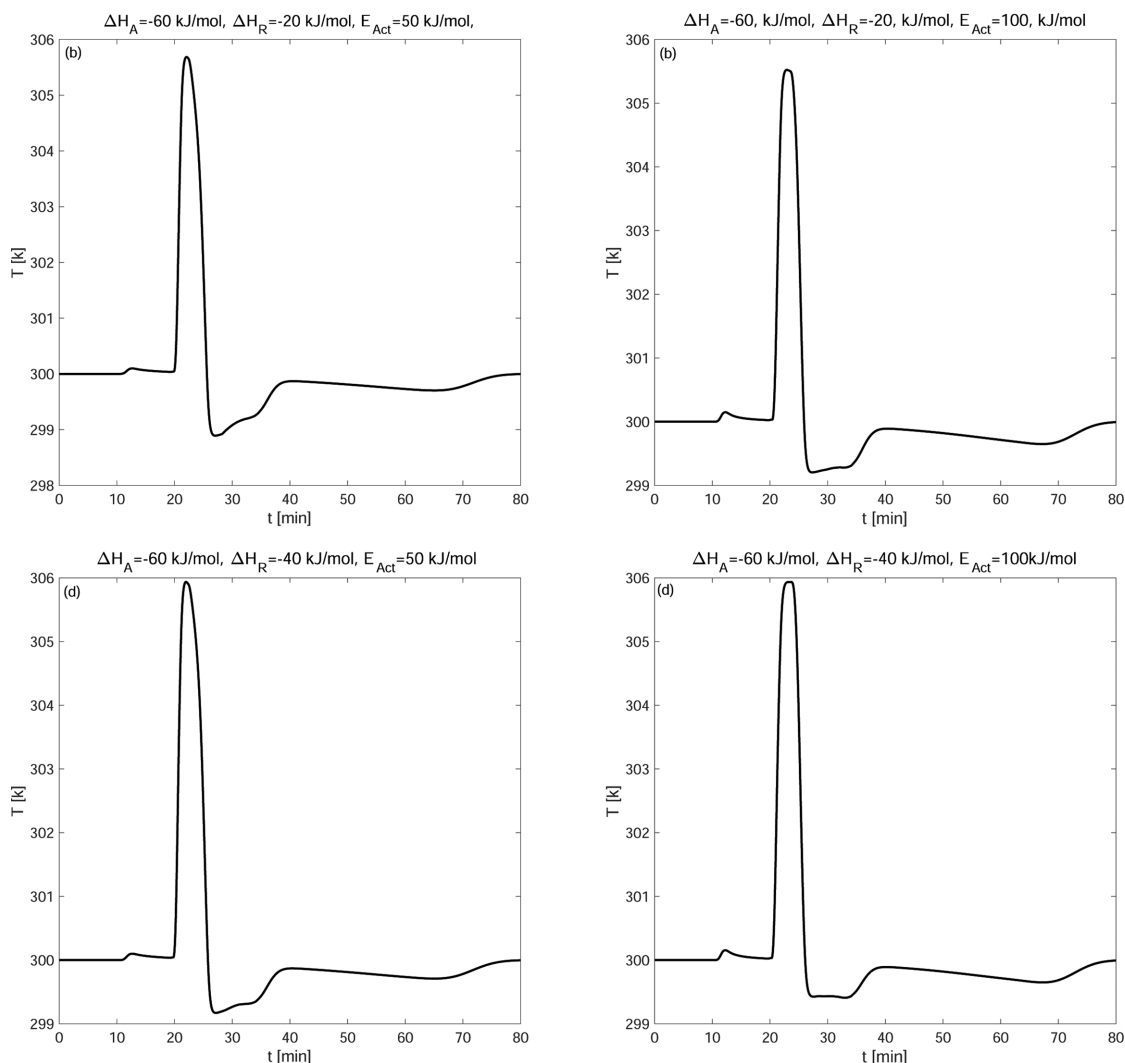 ΔH_A=-60 kJ/mol, ΔH_R=-20 kJ/mol, E_Act=50 kJ/mol,
(b)
306
305
304
303
302
301
300
299
298
T [k]
0 10 20 30 40 50 60 70 80
t [min]
ΔH_A=-60, kJ/mol, ΔH_R=-20, kJ/mol, E_Act=100, kJ/mol
(b)
306
305
304
303
302
301
300
299
T [k]
0 10 20 30 40 50 60 70 80
t [min]
ΔH_A=-60 kJ/mol, ΔH_R=-40 kJ/mol, E_Act=50 kJ/mol
(d)
306
305
304
303
302
301
300
299
T [k]
0 10 20 30 40 50 60 70 80
t [min]
ΔH_A=-60 kJ/mol, ΔH_R=-40 kJ/mol, E_Act=100kJ/mol
(d)
306
305
304
303
302
301
300
299
T [k]
0 10 20 30 40 50 60 70 80
t [min]